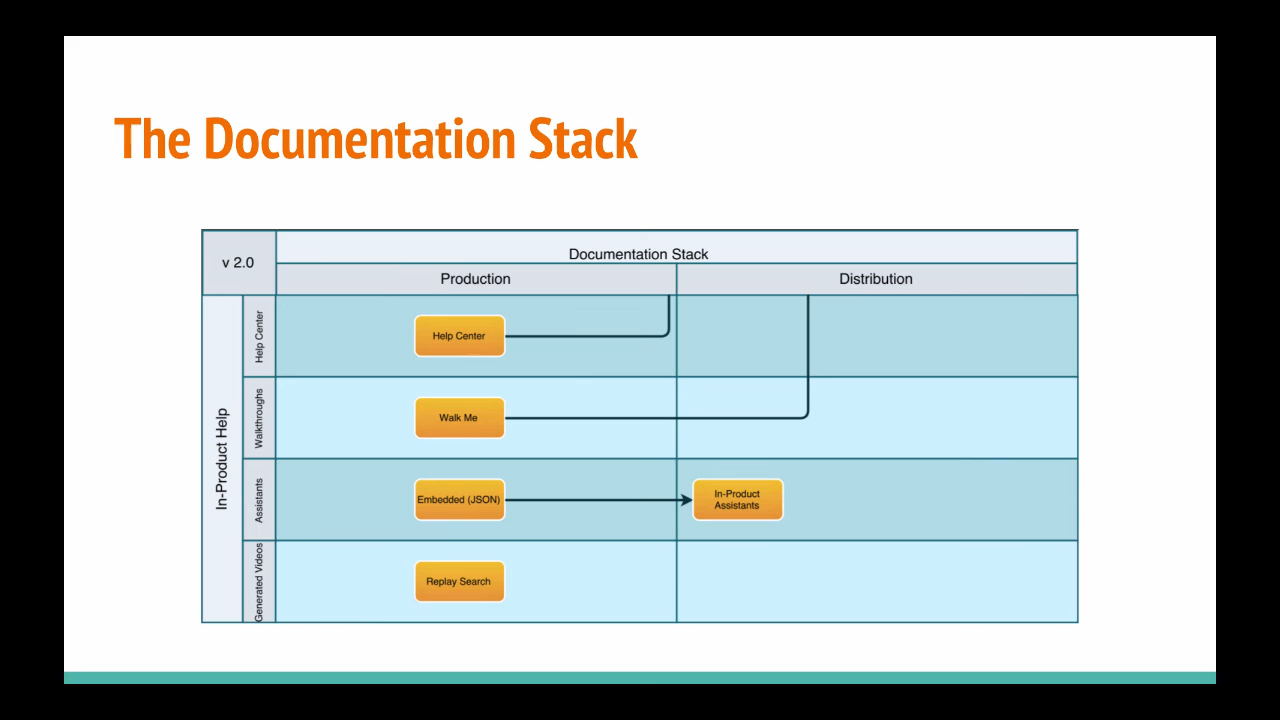 The Documentation Stack
v 2.0
Documentation Stack
Production
Distribution
In-Product Help
Help Center
Help Center
Walkthroughs
Walk Me
Assistants
Embedded (JSON)
In-Product
Assistants
Generated Videos
Replay Search